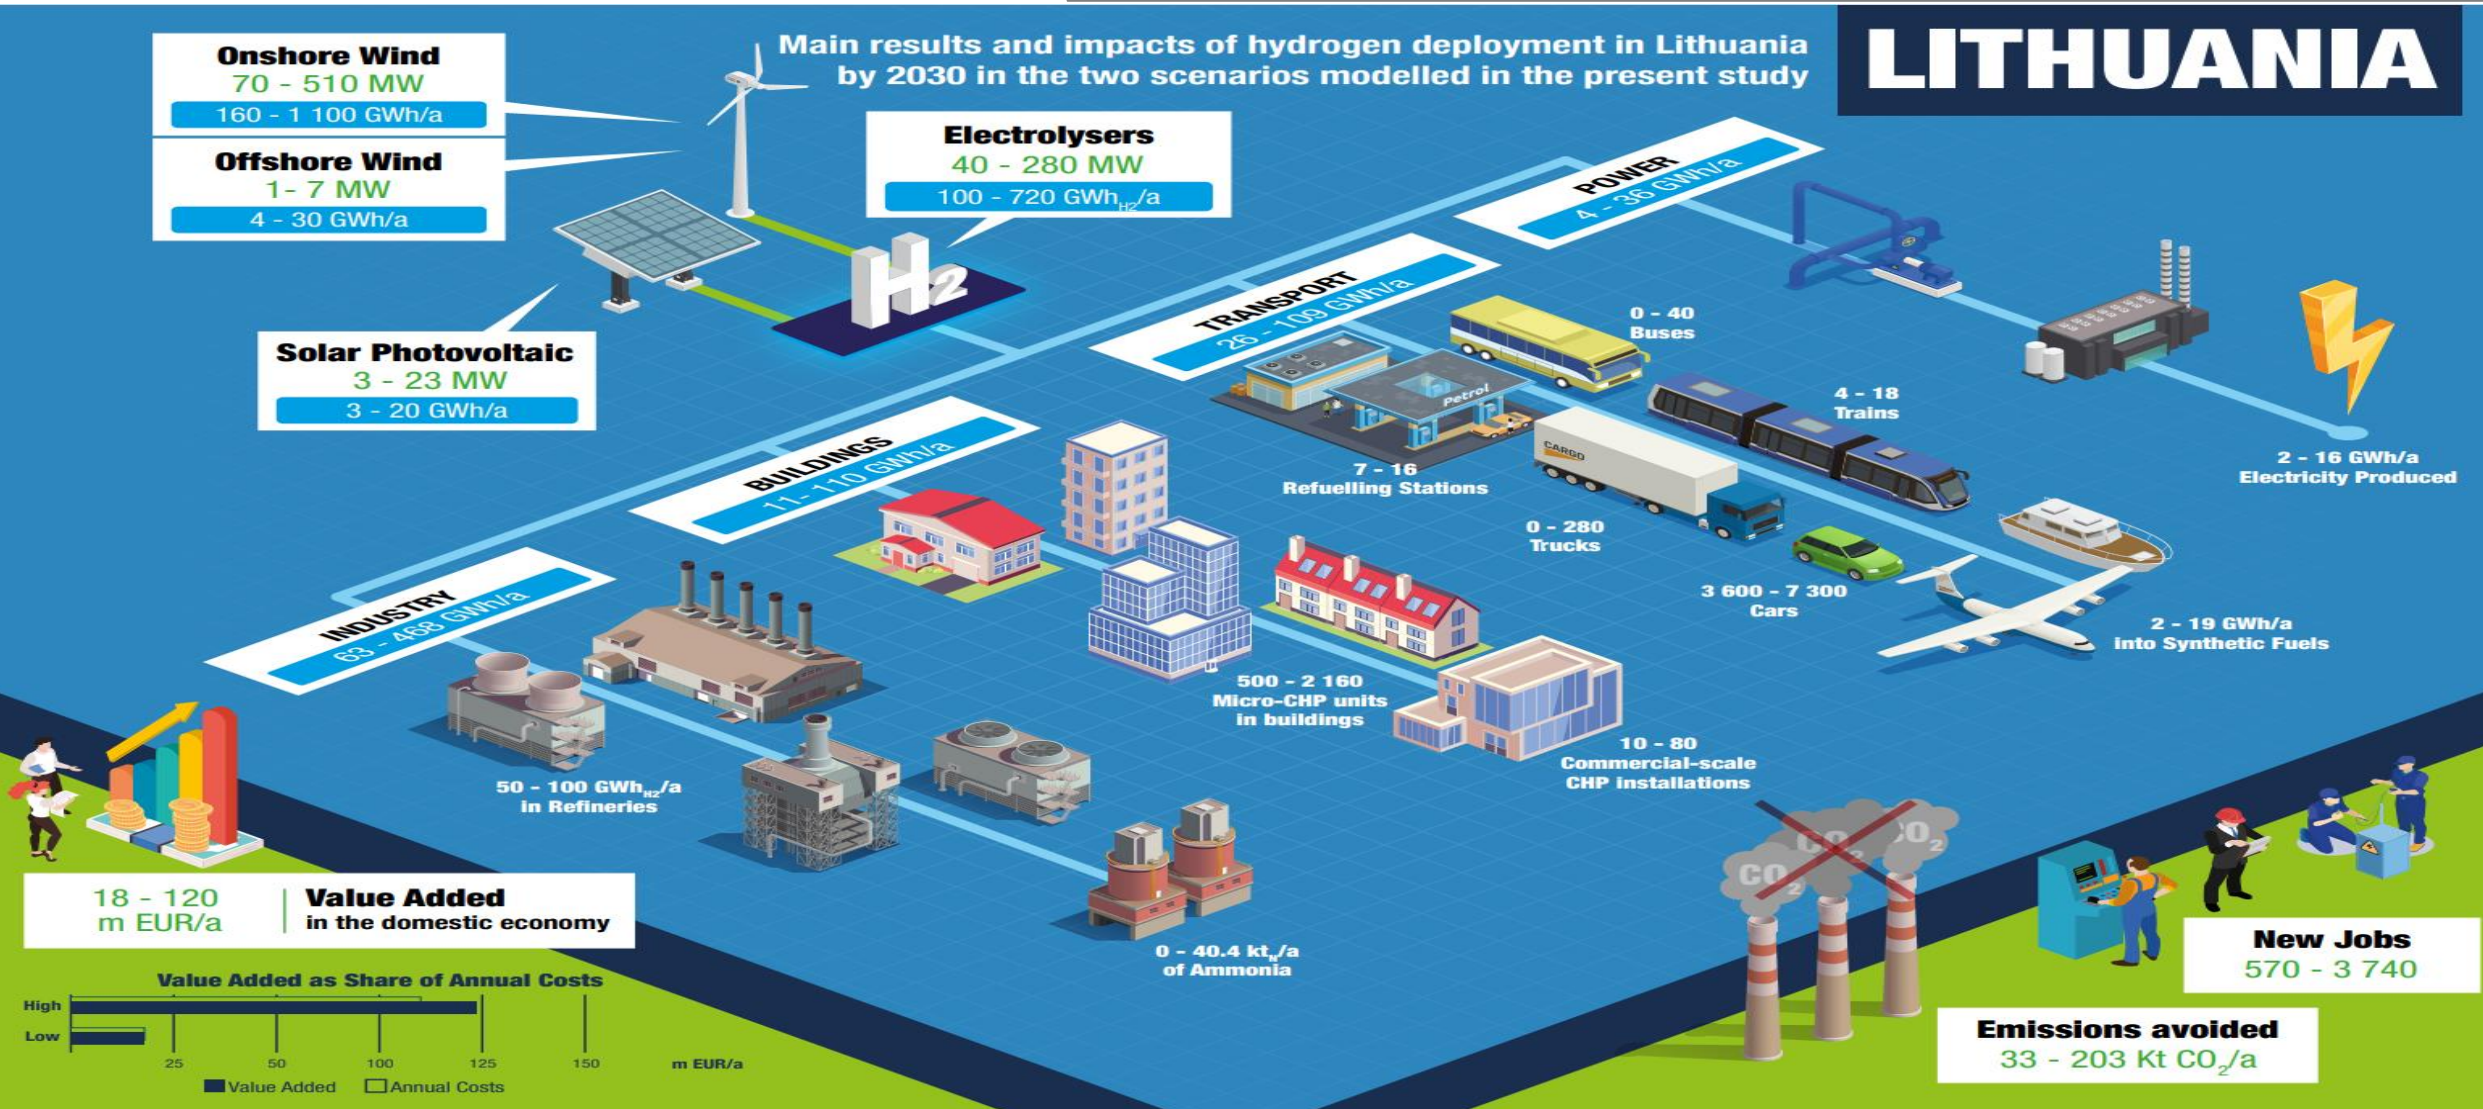 Main results and impacts of hydrogen deployment in Lithuania
by 2030 in the two scenarios modelled in the present study
LITHUANIA
Onshore Wind
70 - 510 MW
160 - 1 100 GWh/a
Offshore Wind
1- 7 MW
4 - 30 GWh/a
Electrolysers
40 - 280 MW
100 - 720 GWhH2/a
Solar Photovoltaic
3 - 23 MW
3 - 20 GWh/a
H2
POWER
4 - 36 GWh/a
TRANSPORT
26 - 109 GWh/a
BUILDINGS
11- 110 GWh/a
INDUSTRY
63 - 468 GWh/a
0 - 40
Buses
Petrol
4 - 18
Trains
CARGO
7 - 16
Refuelling Stations
0 - 280
Trucks
3 600 - 7 300
Cars
2 - 16 GWh/a
Electricity Produced
2 - 19 GWh/a
into Synthetic Fuels
500 - 2 160
Micro-CHP units
in buildings
10 - 80
Commercial-scale
CHP installations
50 - 100 GWhH2/a
in Refineries
0 - 40.4 ktN/a
of Ammonia
18 - 120
m EUR/a
Value Added
in the domestic economy
Value Added as Share of Annual Costs
High
Low
25 50 100 125 150 m EUR/a
Value Added Annual Costs
CO2
CO2
CO2
New Jobs
570 - 3 740
Emissions avoided
33 - 203 Kt CO2/a